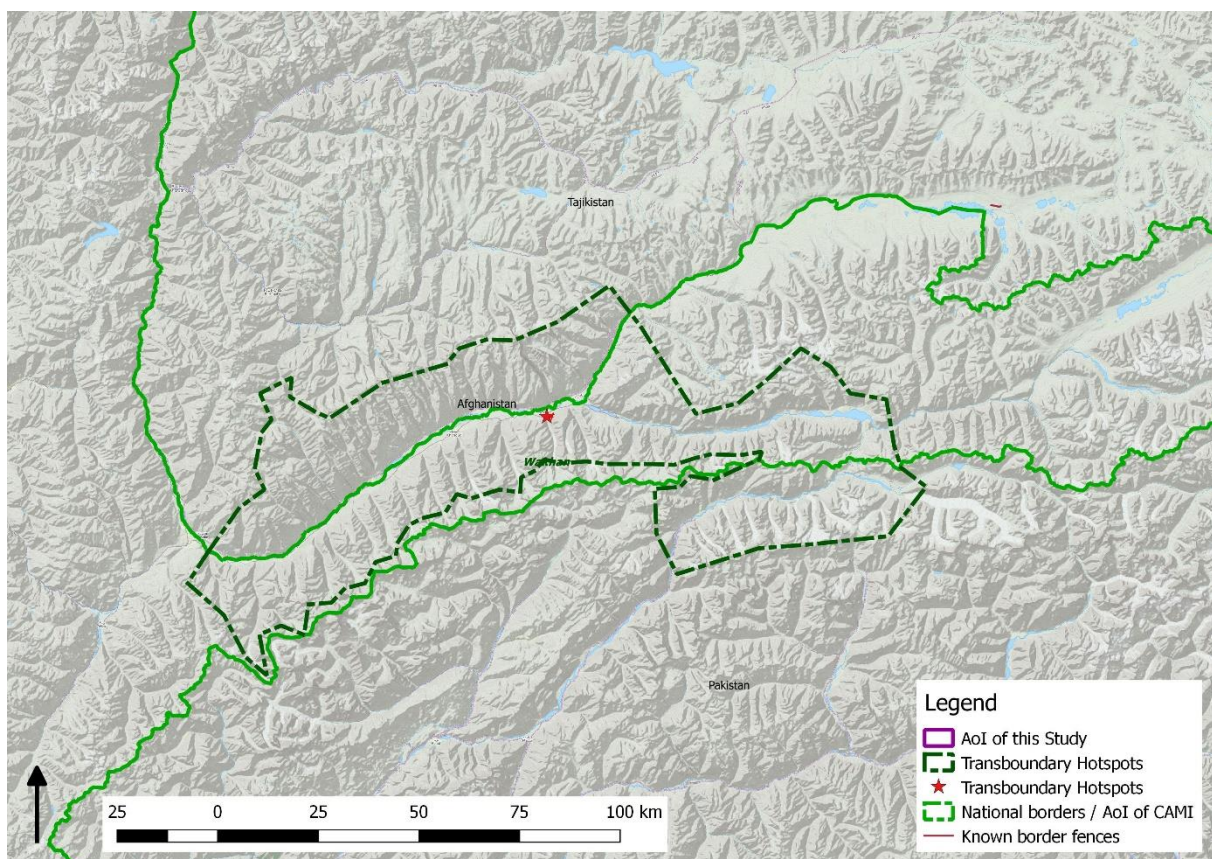 Tajikistan
Afghanistan
Wakhan
Pakistan
Legend
AoI of this Study
Transboundary Hotspots
Transboundary Hotspots
National borders / AoI of CAMI
Known border fences
25 0 25 50 75 100 km